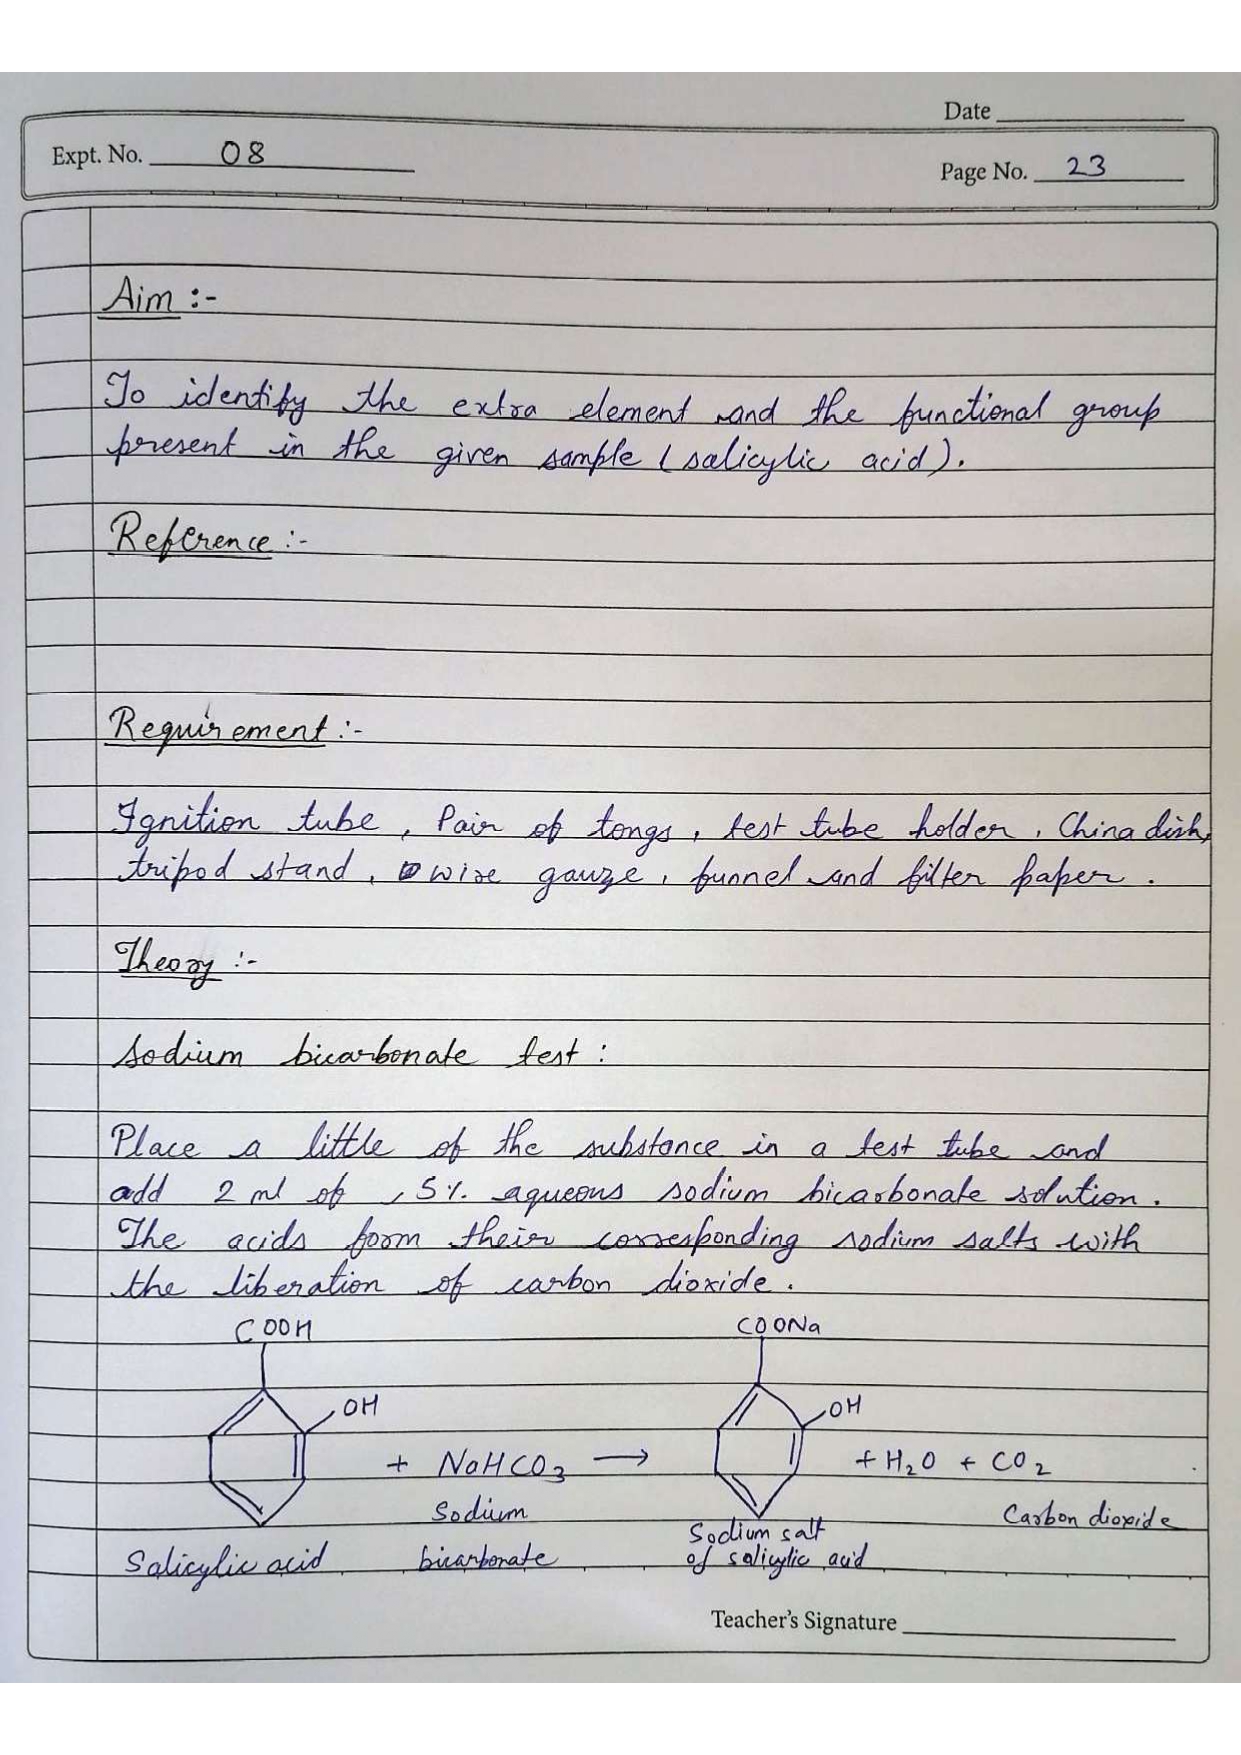 Date
Expt. No. 08
Page No. 23
Aim :-
To identify the extra element and the functional group
present in the given sample (salicylic acid).
Reference :-
Requirement :-
Ignition tube, Pair of tongs, test tube holder, China dish,
tripod stand, wire gauze, funnel and filter paper.
Theory :-
Sodium bicarbonate test :
Place a little of the substance in a test tube and
add 2 ml of 5% aqueous sodium bicarbonate solution.
The acids form their corresponding sodium salts with
the liberation of carbon dioxide.
COOH COONa
OH OH
+ NaHCO3 → + H2O + CO2
Sodium Carbon dioxide
Sodium salt
Salicylic acid bicarbonate of salicylic acid
Teacher's Signature